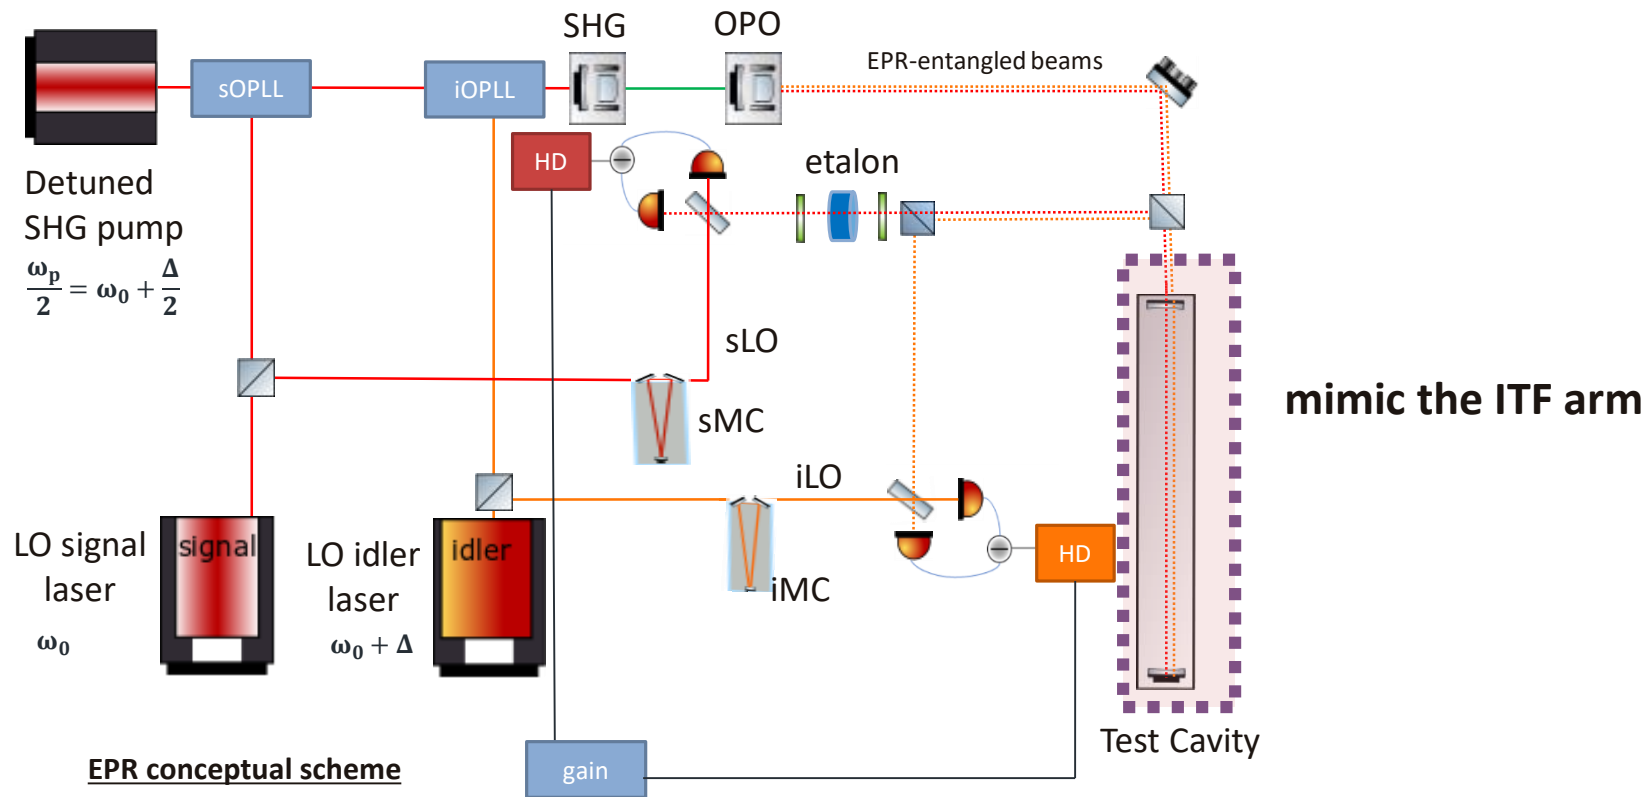 SHG
OPO
EPR-entangled beams
sOPLL
iOPLL
HD
etalon
Detuned
SHG pump
ωp/2 = ω0 + Δ/2
sLO
sMC
mimic the ITF arm
iLO
iMC
HD
LO signal
laser
ω0
signal
LO idler
laser
ω0 + Δ
idler
Test Cavity
gain
EPR conceptual scheme